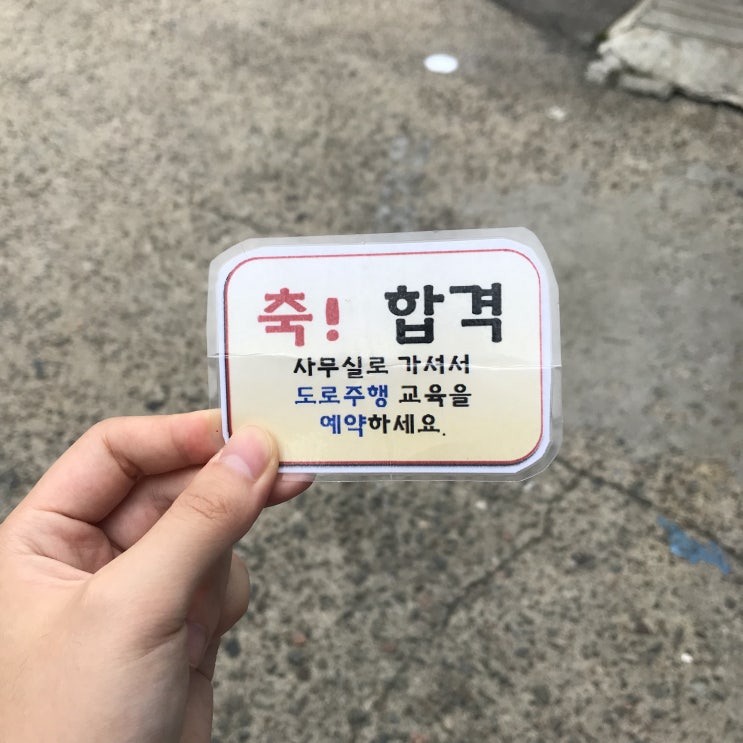 축! 합격
사무실로 가셔서
도로주행 교육을
예약하세요.